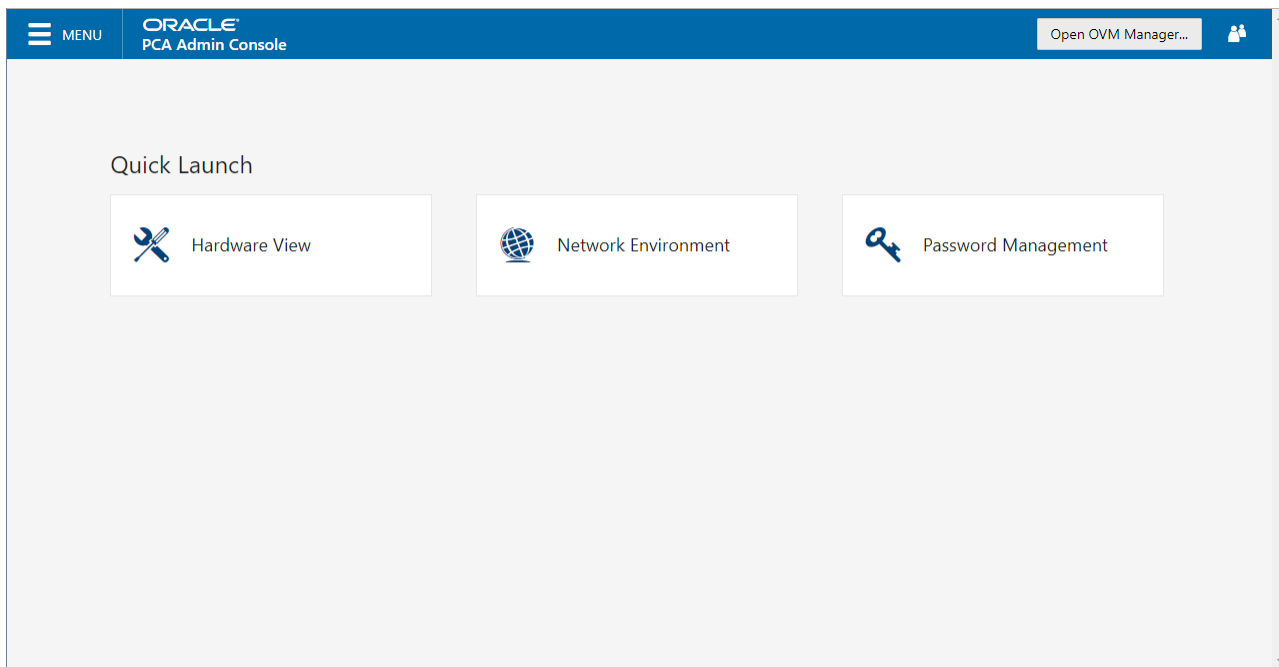 MENU
ORACLE®
PCA Admin Console
Open OVM Manager...
Quick Launch
Hardware View
Network Environment
Password Management